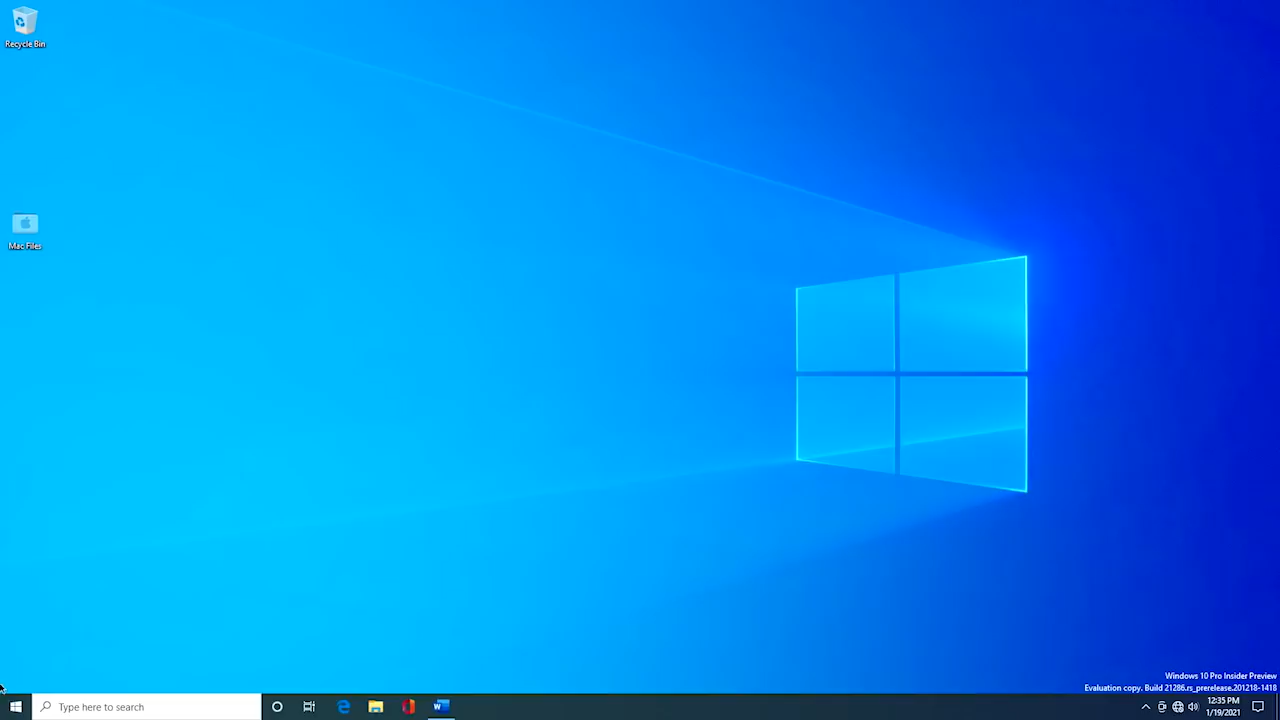 Recycle Bin
Mac Files
Windows 10 Pro Insider Preview
Evaluation copy. Build 21286.rs_prerelease.201218-1418
Type here to search
W
12:35 PM
1/19/2021